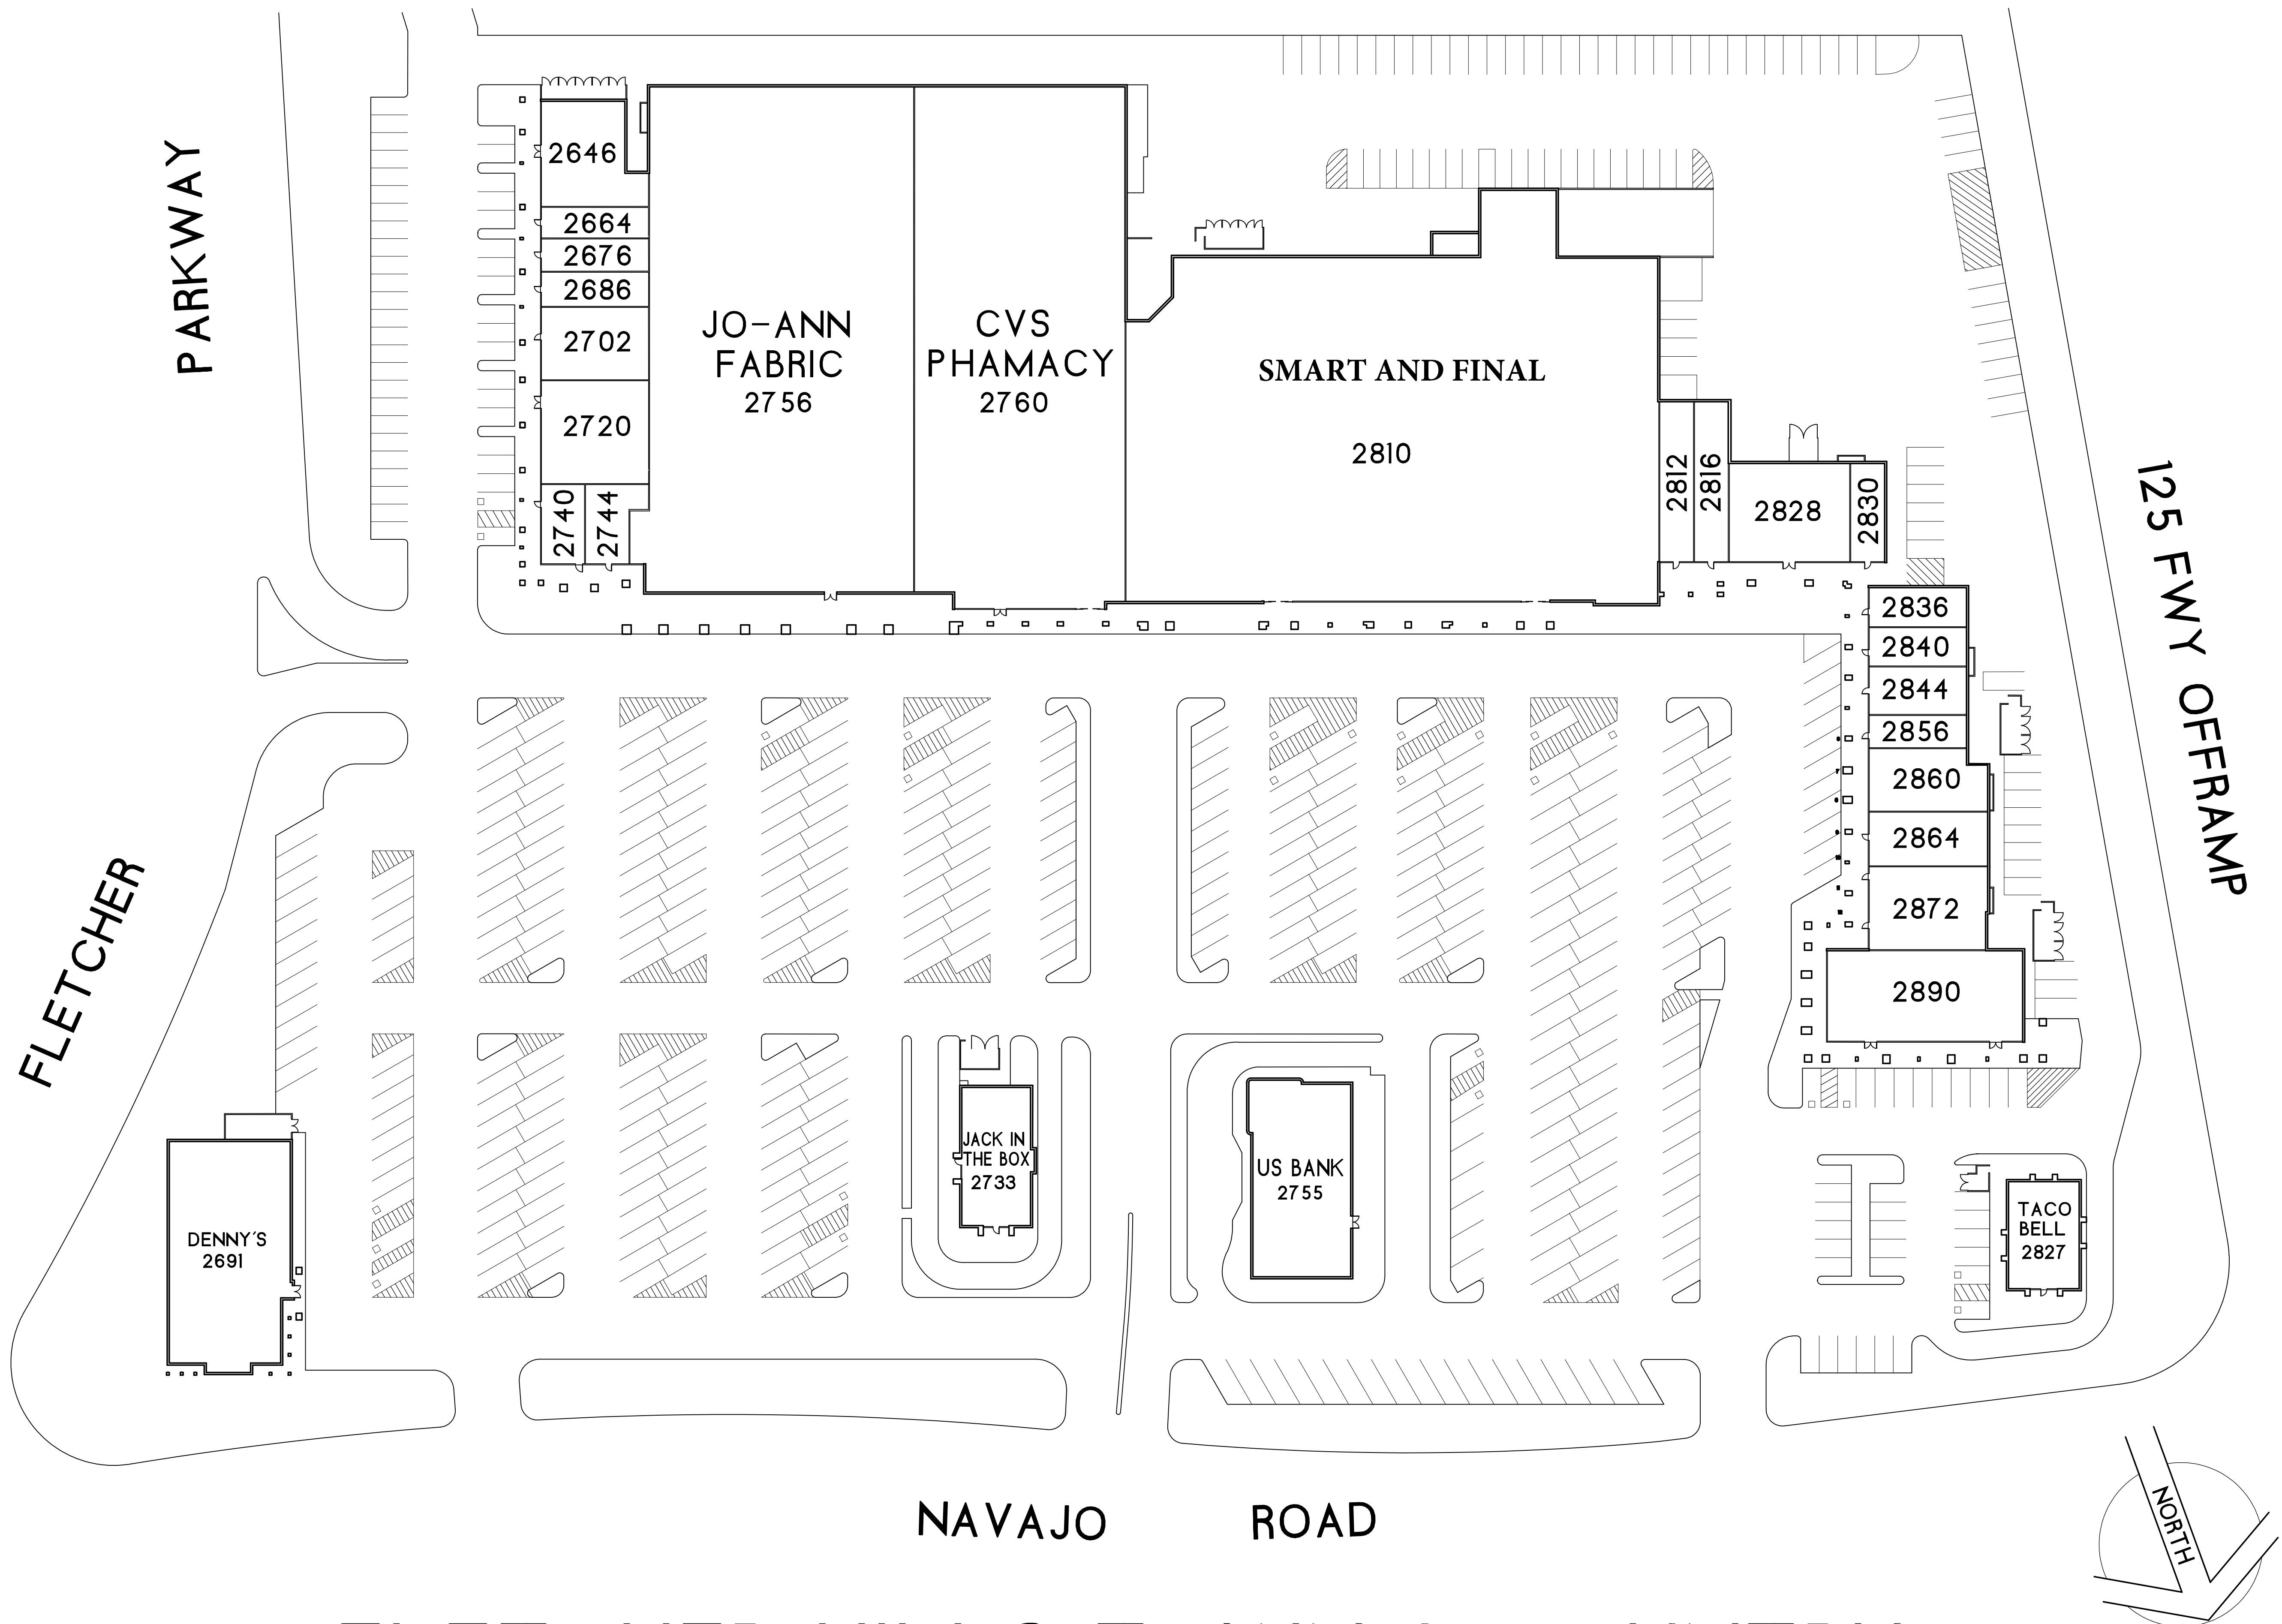 PARKWAY
2646
2664
2676
2686
2702
2720
2740
2744
JO-ANN
FABRIC
2756
CVS
PHAMACY
2760
SMART AND FINAL
2810
2812
2816
2828
2830
125 FWY OFFRAMP
2836
2840
2844
2856
2860
2864
2872
2890
FLETCHER
DENNY'S
2691
JACK IN
THE BOX
2733
US BANK
2755
TACO
BELL
2827
NAVAJO ROAD
NORTH